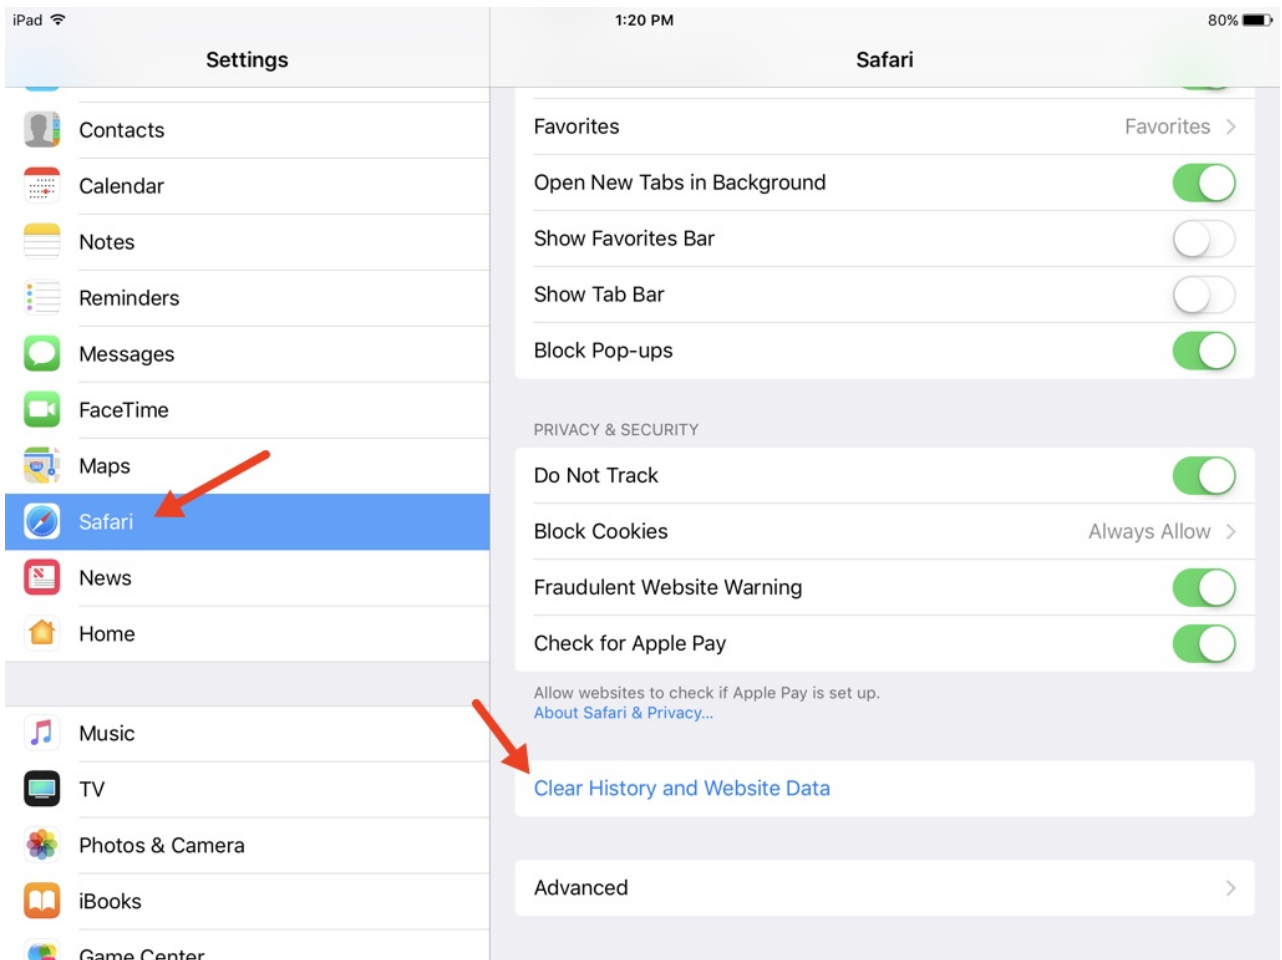 iPad
1:20 PM
80%
Settings
Safari
Contacts
Calendar
Notes
Reminders
Messages
FaceTime
Maps
Safari
News
Home
Music
TV
Photos & Camera
iBooks
Game Center
Favorites
Favorites
Open New Tabs in Background
Show Favorites Bar
Show Tab Bar
Block Pop-ups
PRIVACY & SECURITY
Do Not Track
Block Cookies
Always Allow
Fraudulent Website Warning
Check for Apple Pay
Allow websites to check if Apple Pay is set up.
About Safari & Privacy...
Clear History and Website Data
Advanced